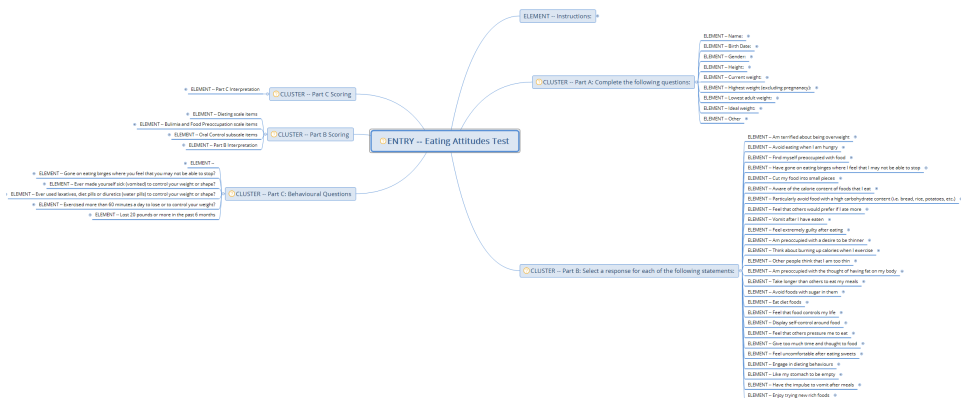 ELEMENT -- Instructions:
CLUSTER -- Part A: Complete the following questions:
ELEMENT -- Name:
ELEMENT -- Birth Date:
ELEMENT -- Gender:
ELEMENT -- Height:
ELEMENT -- Current weight:
ELEMENT -- Highest weight (excluding pregnancy):
ELEMENT -- Lowest adult weight:
ELEMENT -- Ideal weight:
ELEMENT -- Other
CLUSTER -- Part C Scoring
ELEMENT -- Part C Interpretation
CLUSTER -- Part B Scoring
ELEMENT -- Dieting scale items
ELEMENT -- Bulimia and Food Preoccupation scale items
ELEMENT -- Oral Control subscale items
ELEMENT -- Part B Interpretation
ENTRY -- Eating Attitudes Test
CLUSTER -- Part C: Behavioural Questions
ELEMENT --
ELEMENT -- Gone on eating binges where you feel that you may not be able to stop?
ELEMENT -- Ever made yourself sick (vomited) to control your weight or shape?
ELEMENT -- Ever used laxatives, diet pills or diuretics (water pills) to control your weight or shape?
ELEMENT -- Exercised more than 60 minutes a day to lose or to control your weight?
ELEMENT -- Lost 20 pounds or more in the past 6 months
CLUSTER -- Part B: Select a response for each of the following statements:
ELEMENT -- Am terrified about being overweight
ELEMENT -- Avoid eating when I am hungry
ELEMENT -- Find myself preoccupied with food
ELEMENT -- Have gone on eating binges where I feel that I may not be able to stop
ELEMENT -- Cut my food into small pieces
ELEMENT -- Aware of the calorie content of foods that I eat
ELEMENT -- Particularly avoid food with a high carbohydrate content (i.e. bread, rice, potatoes, etc.)
ELEMENT -- Feel that others would prefer if I ate more
ELEMENT -- Vomit after I have eaten
ELEMENT -- Feel extremely guilty after eating
ELEMENT -- Am preoccupied with a desire to be thinner
ELEMENT -- Think about burning up calories when I exercise
ELEMENT -- Other people think that I am too thin
ELEMENT -- Am preoccupied with the thought of having fat on my body
ELEMENT -- Take longer than others to eat my meals
ELEMENT -- Avoid foods with sugar in them
ELEMENT -- Eat diet foods
ELEMENT -- Feel that food controls my life
ELEMENT -- Display self-control around food
ELEMENT -- Feel that others pressure me to eat
ELEMENT -- Give too much time and thought to food
ELEMENT -- Feel uncomfortable after eating sweets
ELEMENT -- Engage in dieting behaviours
ELEMENT -- Like my stomach to be empty
ELEMENT -- Have the impulse to vomit after meals
ELEMENT -- Enjoy trying new rich foods